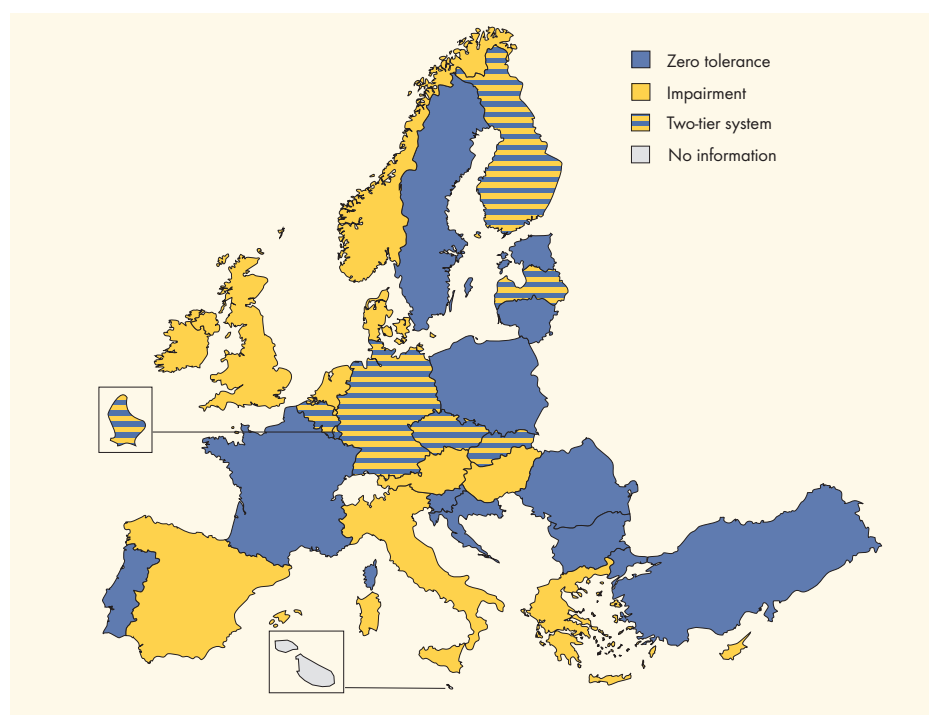 Zero tolerance
Impairment
Two-tier system
No information